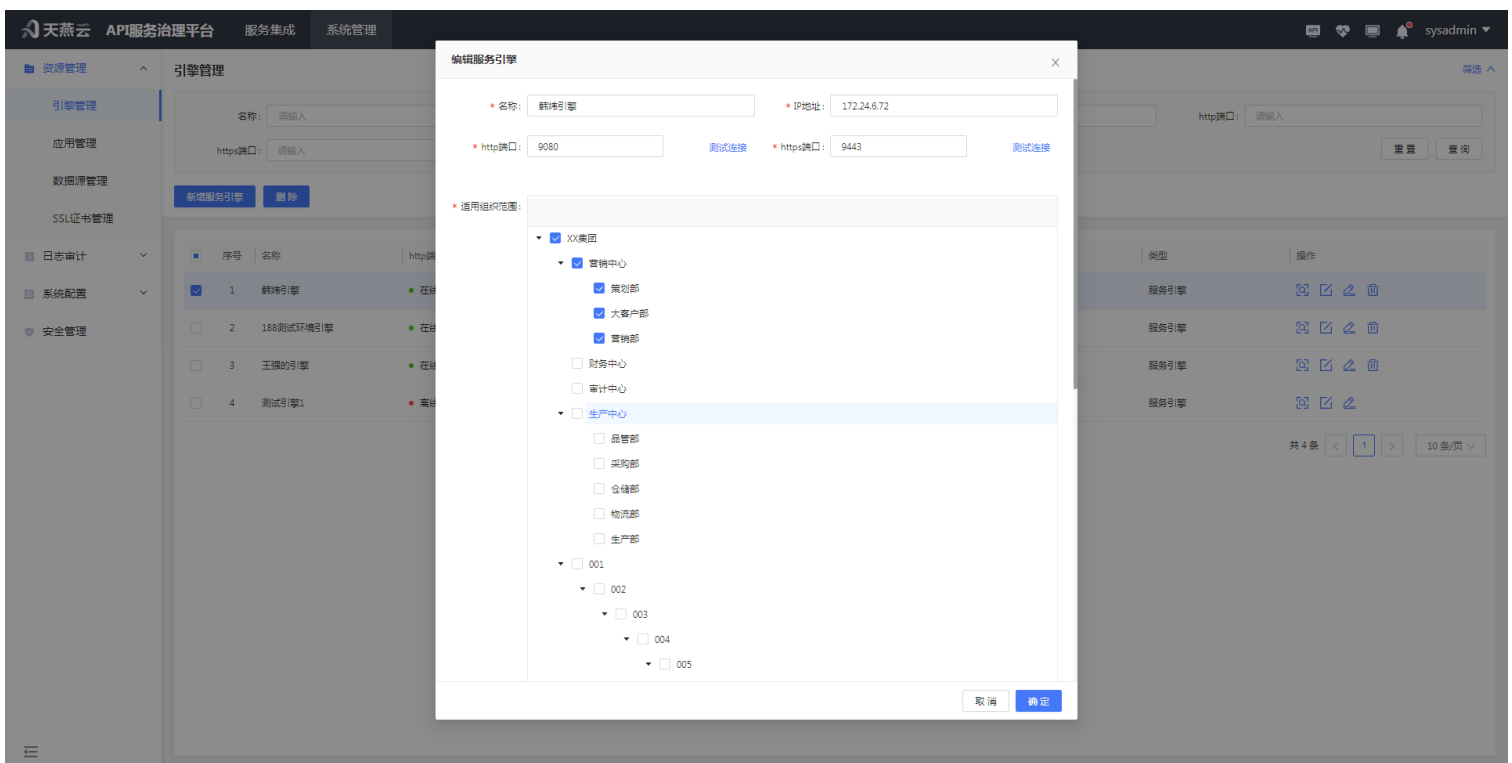 天燕云 API服务治理平台 服务集成 系统管理 sysadmin
资源管理
引擎管理
应用管理
数据源管理
SSL证书管理
日志审计
系统配置
安全管理
引擎管理 筛选
名称: 请输入 http端口: 请输入
https端口: 请输入 重置 查询
新增服务引擎 删除
序号 名称 http端 类型 操作
1 韩炜引擎 在线 服务引擎
2 188测试环境引擎 在线 服务引擎
3 王强的引擎 在线 服务引擎
4 测试引擎1 离线 服务引擎
共4条 < 1 > 10条/页
编辑服务引擎
* 名称: 韩炜引擎 * IP地址: 172.24.6.72
* http端口: 9080 测试连接 * https端口: 9443 测试连接
* 适用组织范围:
XX集团
营销中心
策划部
大客户部
营销部
财务中心
审计中心
生产中心
品管部
采购部
仓储部
物流部
生产部
001
002
003
004
005
取消 确定